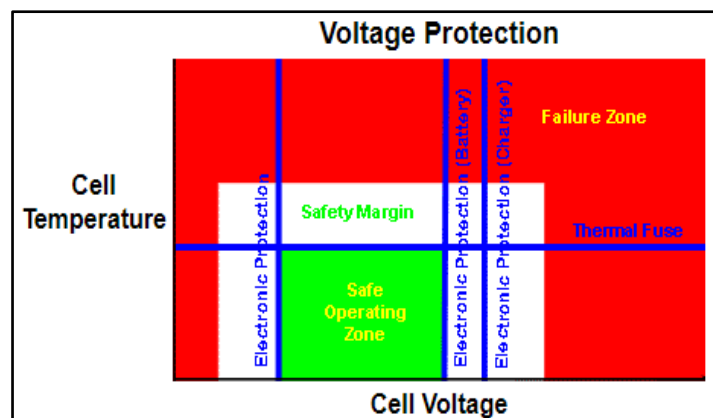 Voltage Protection
Cell
Temperature
Failure Zone
Safety Margin
Thermal Fuse
Safe
Operating
Zone
Electronic Protection
Electronic Protection (Battery)
Electronic Protection (Charger)
Cell Voltage